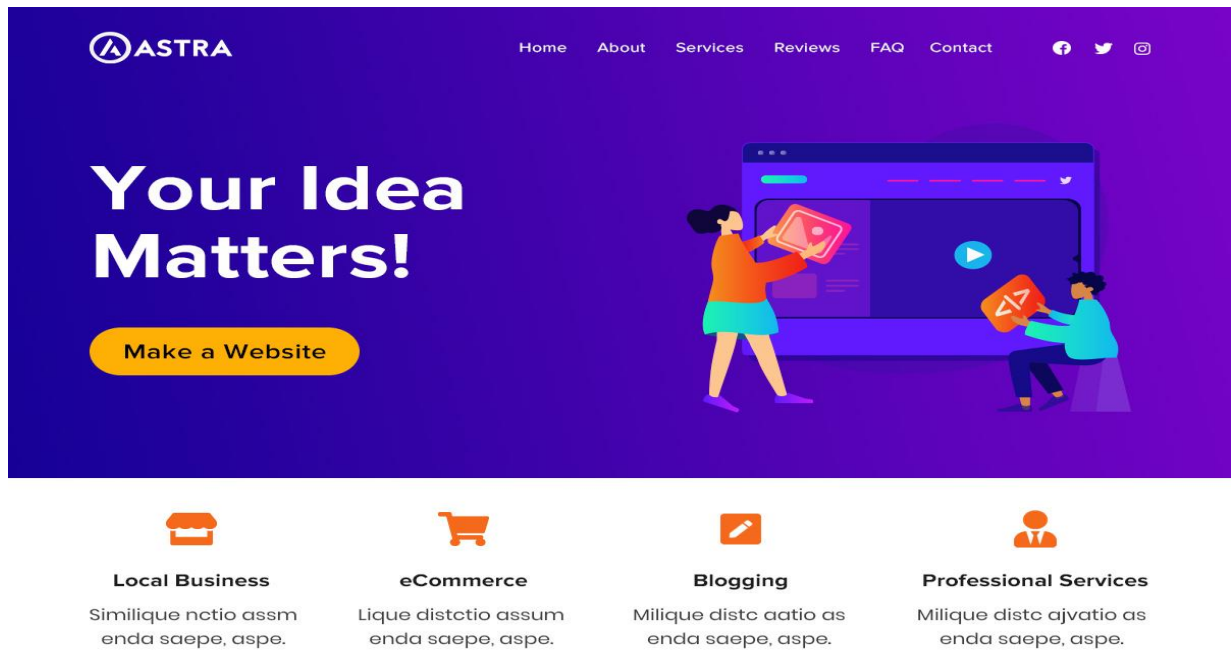 ASTRA
Home About Services Reviews FAQ Contact
Your Idea
Matters!
Make a Website
</>
Local Business
Similique nctio assm
enda saepe, aspe.
eCommerce
Lique distctio assum
enda saepe, aspe.
Blogging
Milique distc aatio as
enda saepe, aspe.
Professional Services
Milique distc ajvatio as
enda saepe, aspe.